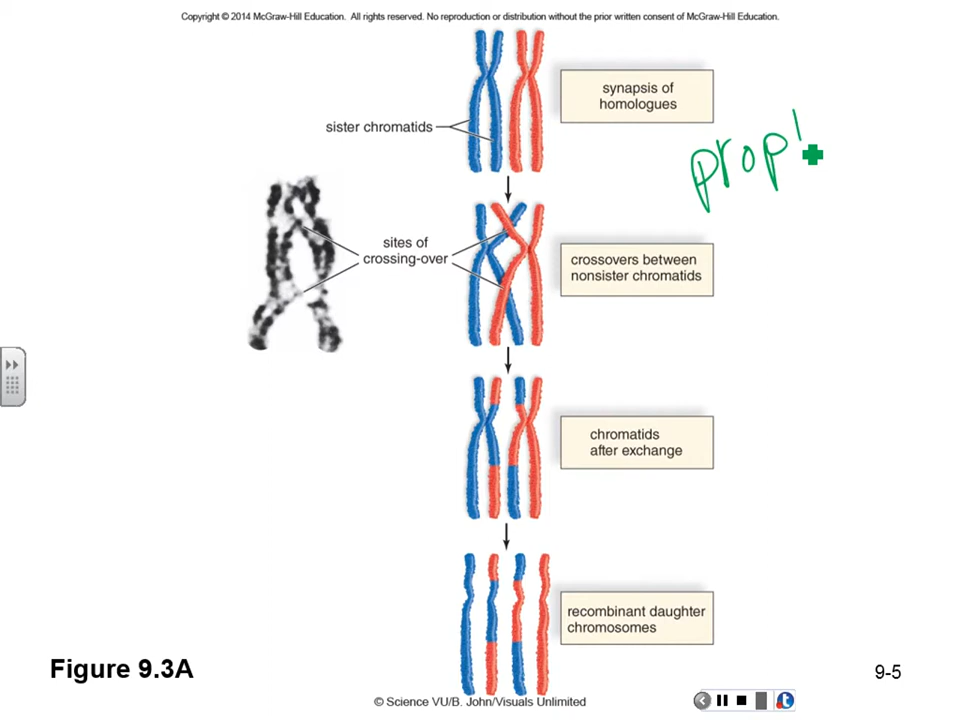 Copyright © 2014 McGraw-Hill Education. All rights reserved. No reproduction or distribution without the prior written consent of McGraw-Hill Education.
synapsis of
homologues
sister chromatids
prop
sites of
crossing-over
crossovers between
nonsister chromatids
chromatids
after exchange
recombinant daughter
chromosomes
Figure 9.3A
9-5
© Science VU/B. John/Visuals Unlimited